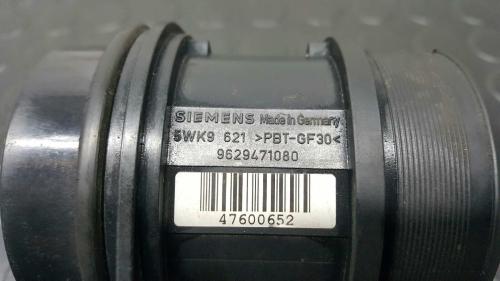 SIEMENS Made in Germany
5WK9 621 >PBT-GF30<
9629471080
47600652